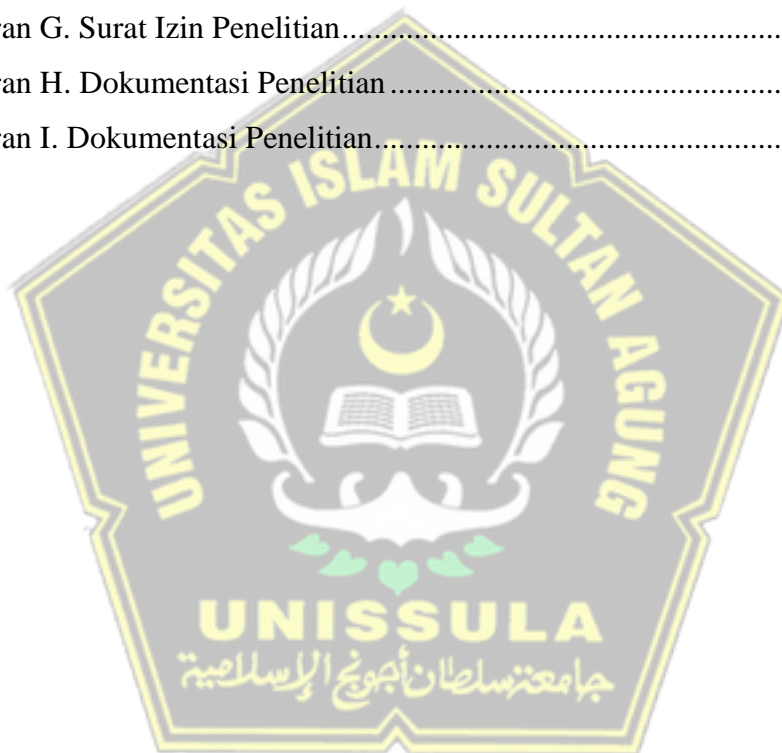 ran G. Surat Izin Penelitian
ran H. Dokumentasi Penelitian
ran I. Dokumentasi Penelitian
UNIVERSITAS ISLAM SULTAN AGUNG
UNISSULA
جامعة سلطان أجونج الإسلامية